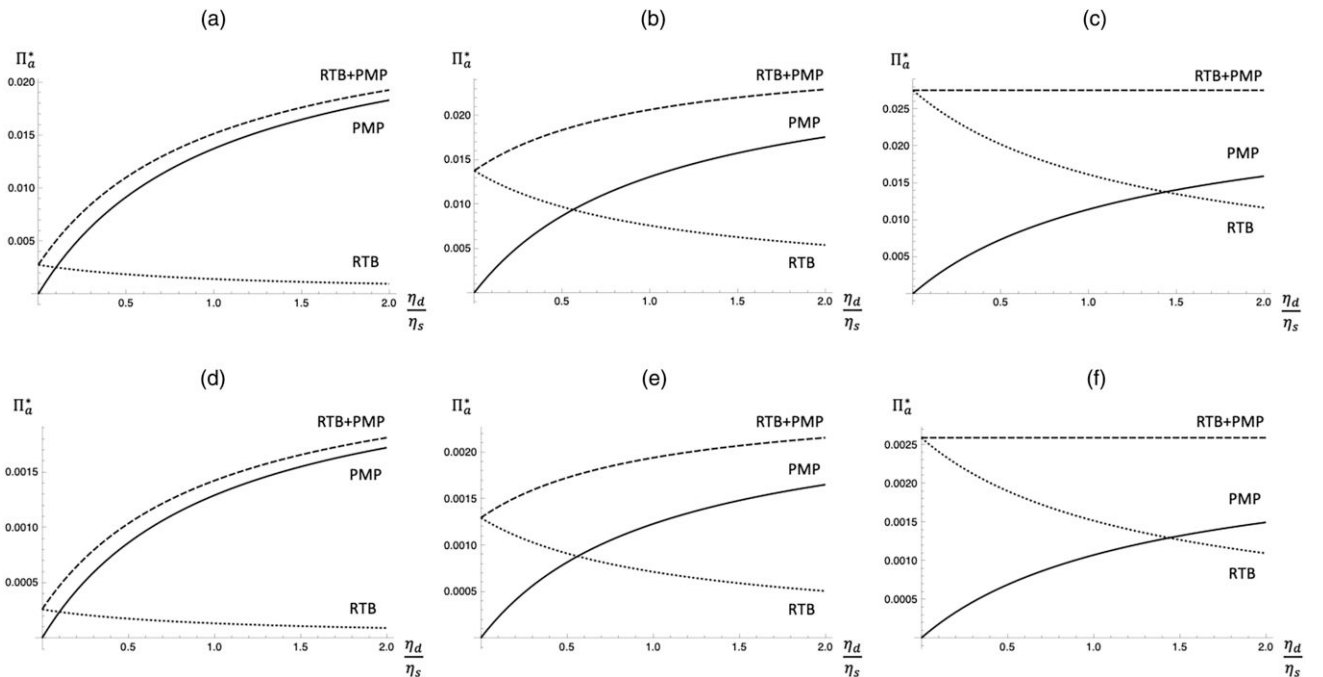 (a)
Π*a
0.020
0.015
0.010
0.005
RTB+PMP
PMP
RTB
0.5 1.0 1.5 2.0
ηd
ηs
(b)
Π*a
0.025
0.020
0.015
0.010
0.005
RTB+PMP
PMP
RTB
0.5 1.0 1.5 2.0
ηd
ηs
(c)
Π*a
0.025
0.020
0.015
0.010
0.005
RTB+PMP
PMP
RTB
0.5 1.0 1.5 2.0
ηd
ηs
(d)
Π*a
0.0015
0.0010
0.0005
RTB+PMP
PMP
RTB
0.5 1.0 1.5 2.0
ηd
ηs
(e)
Π*a
0.0020
0.0015
0.0010
0.0005
RTB+PMP
PMP
RTB
0.5 1.0 1.5 2.0
ηd
ηs
(f)
Π*a
0.0025
0.0020
0.0015
0.0010
0.0005
RTB+PMP
PMP
RTB
0.5 1.0 1.5 2.0
ηd
ηs